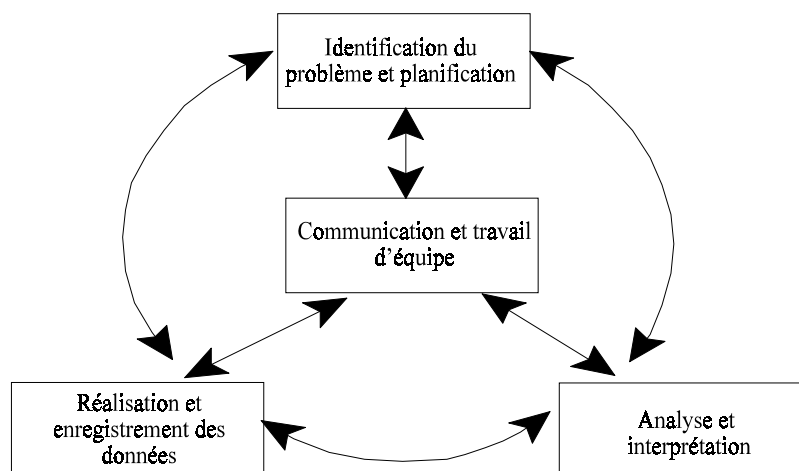 Identification du
problème et planification
Communication et travail
d’équipe
Réalisation et
enregistrement des
données
Analyse et
interprétation